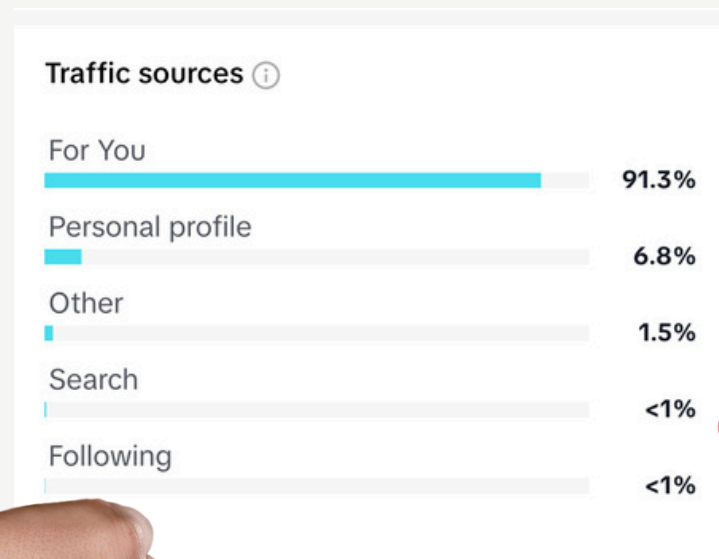 Traffic sources
For You
91.3%
Personal profile
6.8%
Other
1.5%
Search
<1%
Following
<1%